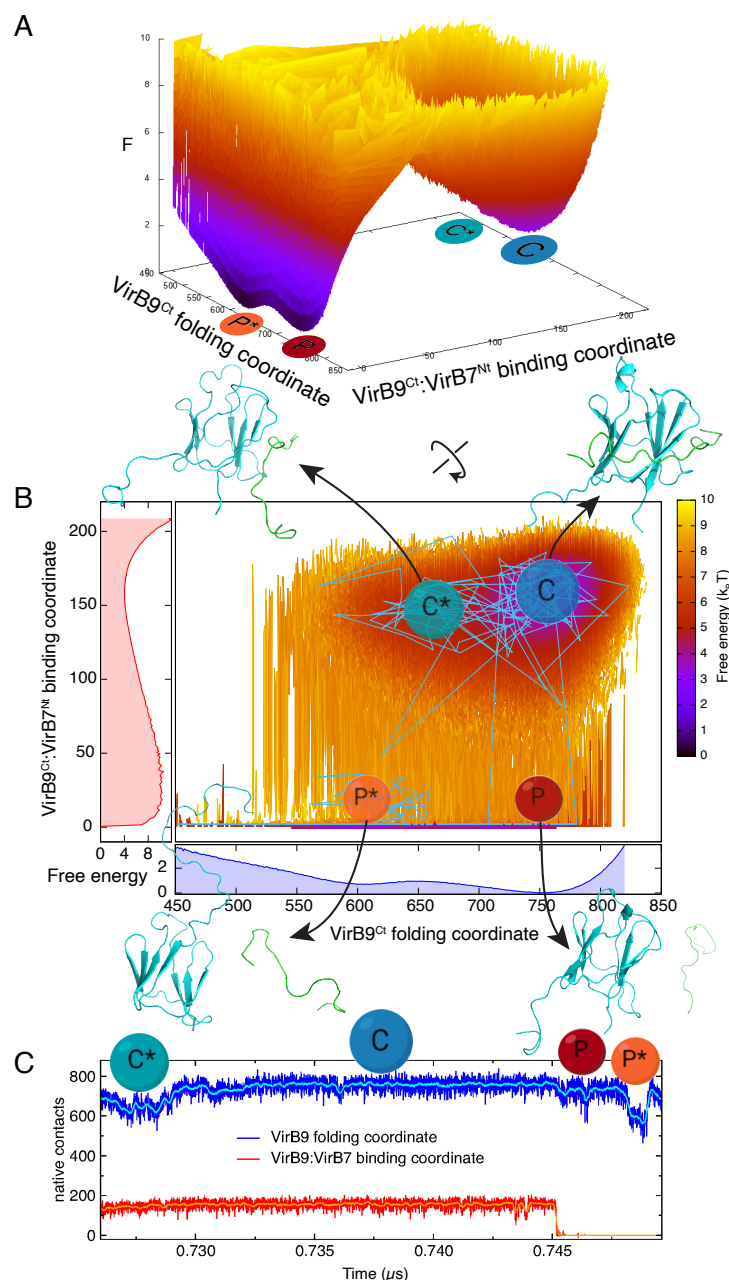 A
10
8
6
F
4
2
450
500
550
600
700
800
850
0
50
100
150
200
C*
C
P*
P
VirB9Ct folding coordinate
VirB9Ct:VirB7Nt binding coordinate
B
200
150
100
50
0
VirB9Ct:VirB7Nt binding coordinate
C*
C
P*
P
10
9
8
7
6
5
4
3
2
1
0
Free energy (kBT)
0 4 8
Free energy
2
0
450 500 550 600 650 700 750 800 850
VirB9Ct folding coordinate
C*
C
P
P*
C
800
600
400
200
0
native contacts
VirB9 folding coordinate
VirB9:VirB7 binding coordinate
0.730 0.735 0.740 0.745
Time (µs)